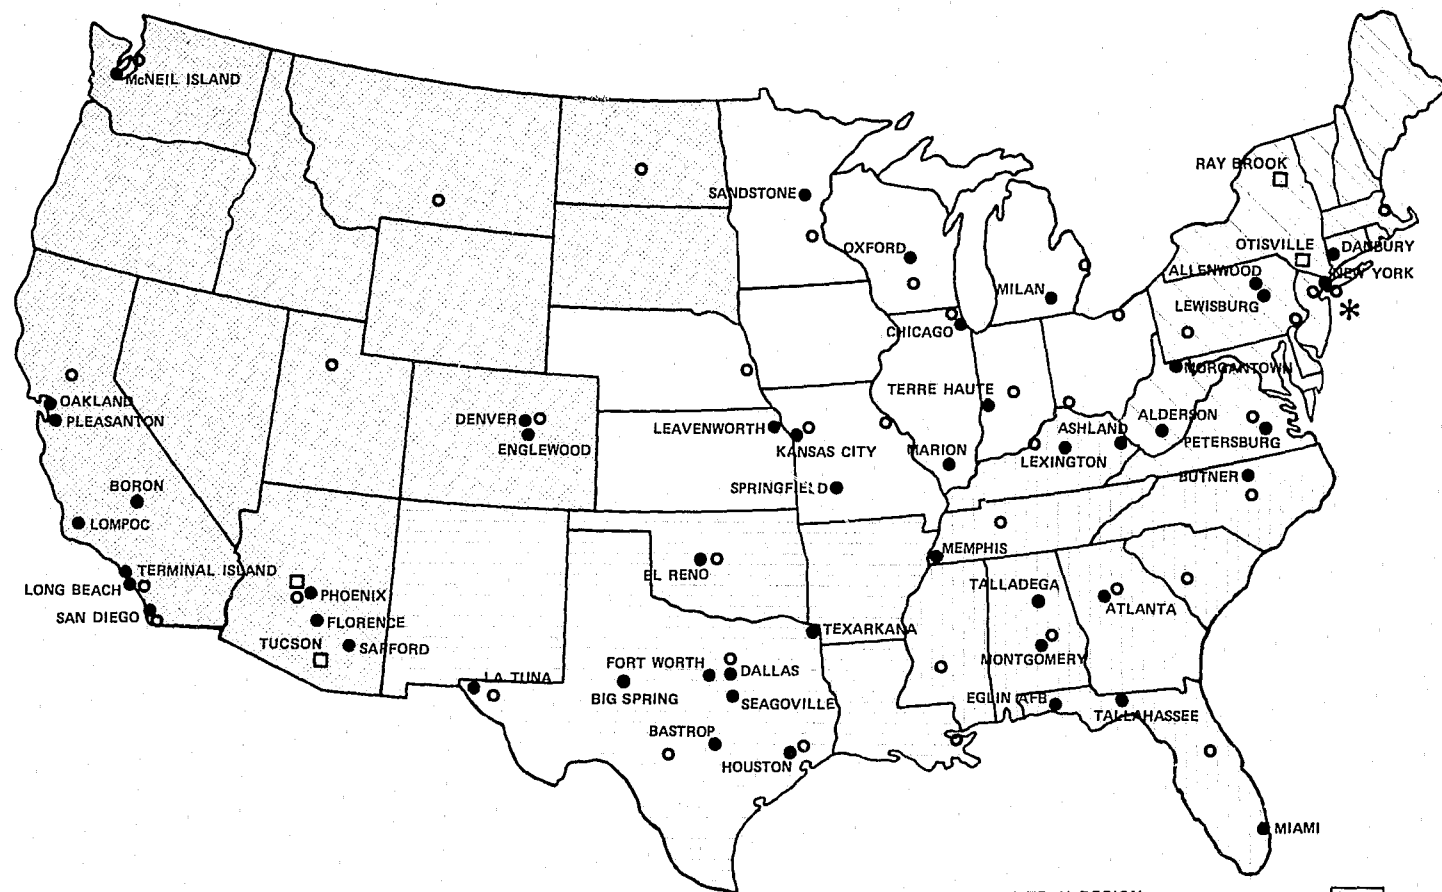 McNEIL ISLAND
RAY BROOK
SANDSTONE
OXFORD
OTISVILLE
DANBURY
ALLENWOOD
NEW YORK
MILAN
LEWISBURG
*
CHICAGO
MORGANTOWN
TERRE HAUTE
OAKLAND
PLEASANTON
DENVER
ENGLEWOOD
LEAVENWORTH
KANSAS CITY
MARION
ASHLAND
ALDERSON
LEXINGTON
PETERSBURG
BORON
SPRINGFIELD
BUTNER
LOMPOC
MEMPHIS
TERMINAL ISLAND
LONG BEACH
EL RENO
TALLADEGA
PHOENIX
ATLANTA
SAN DIEGO
FLORENCE
TEXARKANA
TUCSON
SAFFORD
FORT WORTH
DALLAS
MONTGOMERY
LA TUNA
BIG SPRING
SEAGOVILLE
EGLIN AFB
TALLAHASSEE
BASTROP
HOUSTON
MIAMI